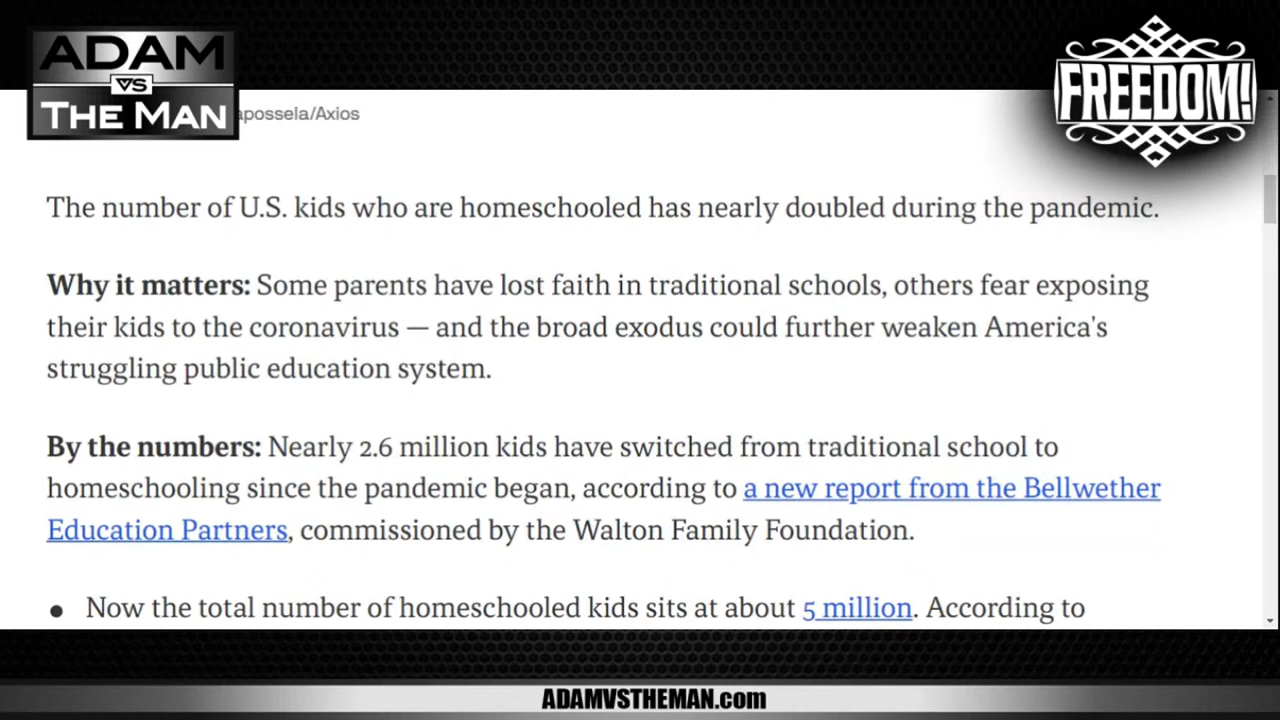 ADAM
VS
THE MAN
FREEDOM!
apossela/Axios
The number of U.S. kids who are homeschooled has nearly doubled during the pandemic.
Why it matters: Some parents have lost faith in traditional schools, others fear exposing
their kids to the coronavirus — and the broad exodus could further weaken America's
struggling public education system.
By the numbers: Nearly 2.6 million kids have switched from traditional school to
homeschooling since the pandemic began, according to a new report from the Bellwether
Education Partners, commissioned by the Walton Family Foundation.
• Now the total number of homeschooled kids sits at about 5 million. According to
ADAMVSTHEMAN.com